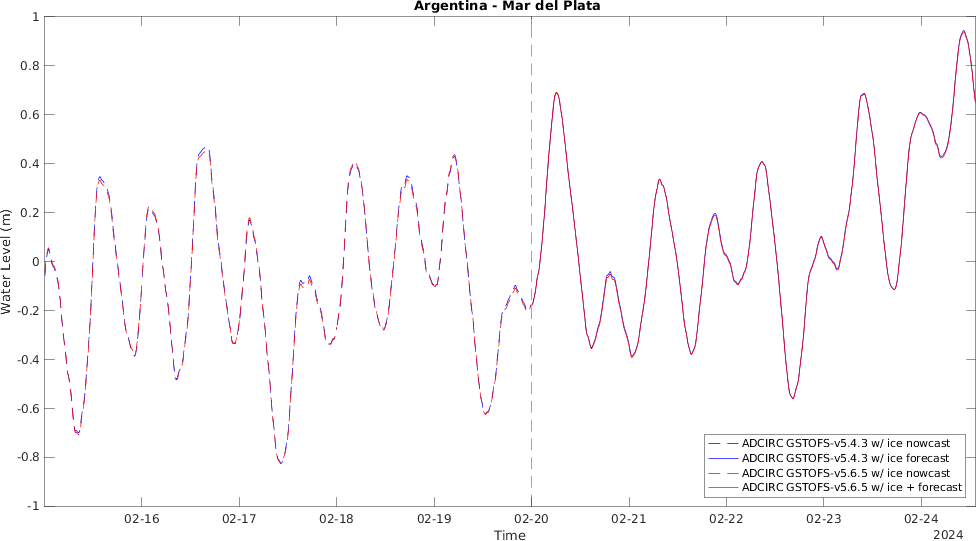 Argentina - Mar del Plata
1
0.8
0.6
0.4
0.2
0
-0.2
-0.4
-0.6
-0.8
-1
Water Level (m)
ADCIRC GSTOFS-v5.4.3 w/ ice nowcast
ADCIRC GSTOFS-v5.4.3 w/ ice forecast
ADCIRC GSTOFS-v5.6.5 w/ ice nowcast
ADCIRC GSTOFS-v5.6.5 w/ ice + forecast
02-16 02-17 02-18 02-19 02-20 02-21 02-22 02-23 02-24
Time
2024